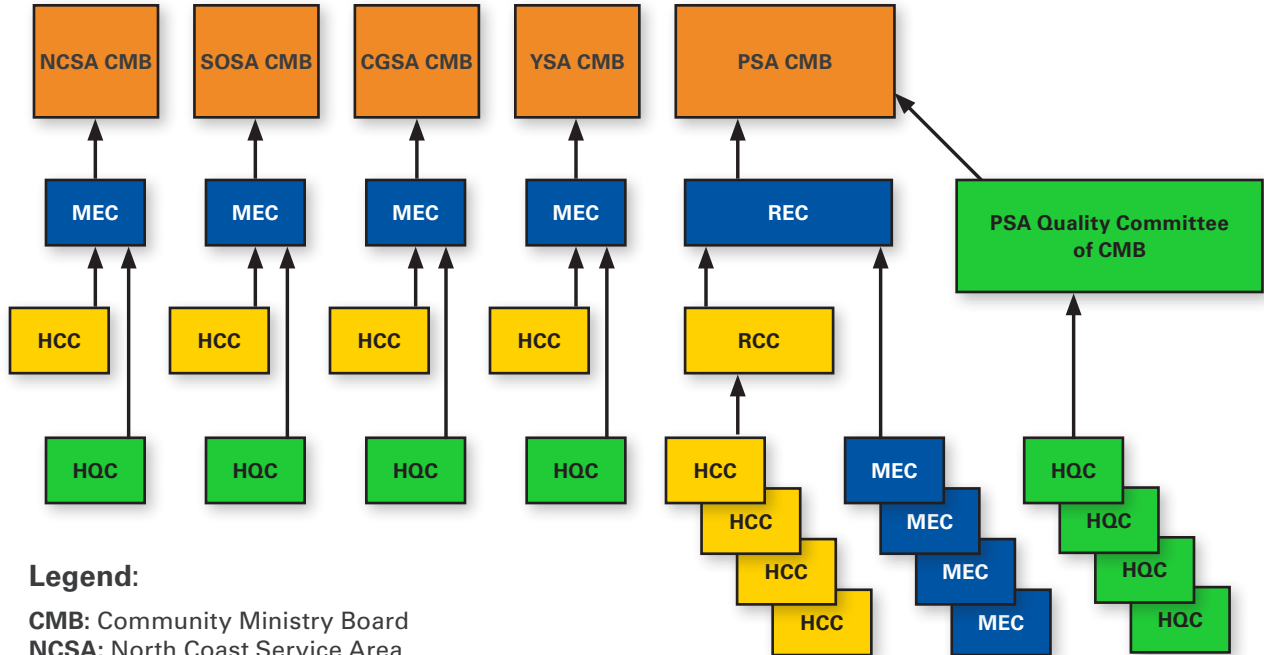 NCSA CMB
SOSA CMB
CGSA CMB
YSA CMB
PSA CMB
MEC
MEC
MEC
MEC
REC
PSA Quality Committee
of CMB
HCC
HCC
HCC
HCC
RCC
HQC
HQC
HQC
HQC
HCC
HCC
HCC
HCC
MEC
MEC
MEC
MEC
HQC
HQC
HQC
HQC
Legend:
CMB: Community Ministry Board
NCSA: North Coast Service Area